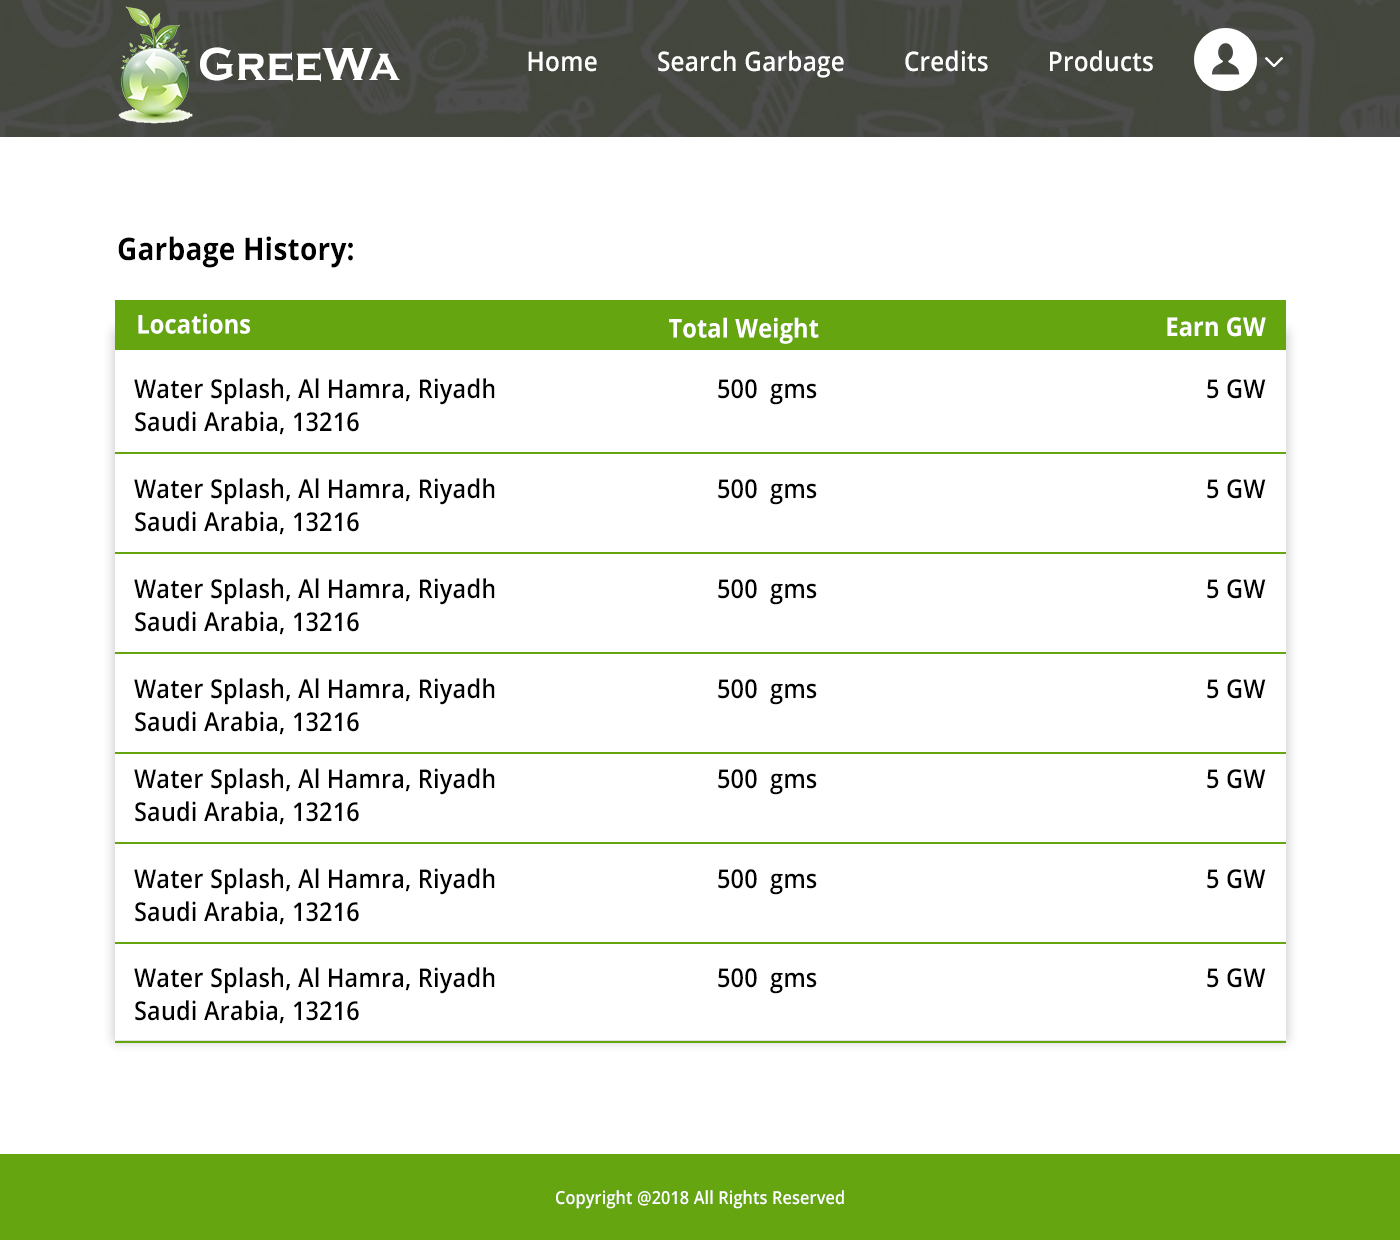 GREEWA
Home Search Garbage Credits Products
Garbage History:
Locations Total Weight Earn GW
Water Splash, Al Hamra, Riyadh 500 gms 5 GW
Saudi Arabia, 13216
Water Splash, Al Hamra, Riyadh 500 gms 5 GW
Saudi Arabia, 13216
Water Splash, Al Hamra, Riyadh 500 gms 5 GW
Saudi Arabia, 13216
Water Splash, Al Hamra, Riyadh 500 gms 5 GW
Saudi Arabia, 13216
Water Splash, Al Hamra, Riyadh 500 gms 5 GW
Saudi Arabia, 13216
Water Splash, Al Hamra, Riyadh 500 gms 5 GW
Saudi Arabia, 13216
Water Splash, Al Hamra, Riyadh 500 gms 5 GW
Saudi Arabia, 13216
Copyright @2018 All Rights Reserved